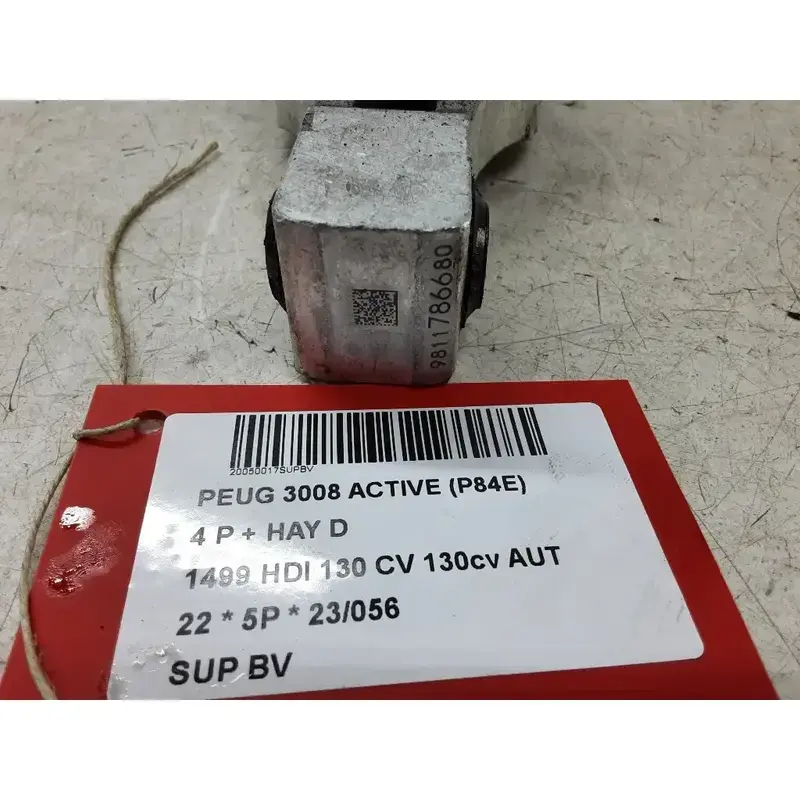 9811786680
20050017SUPBV
PEUG 3008 ACTIVE (P84E)
4 P + HAY D
1499 HDI 130 CV 130cv AUT
22 * 5P * 23/056
SUP BV